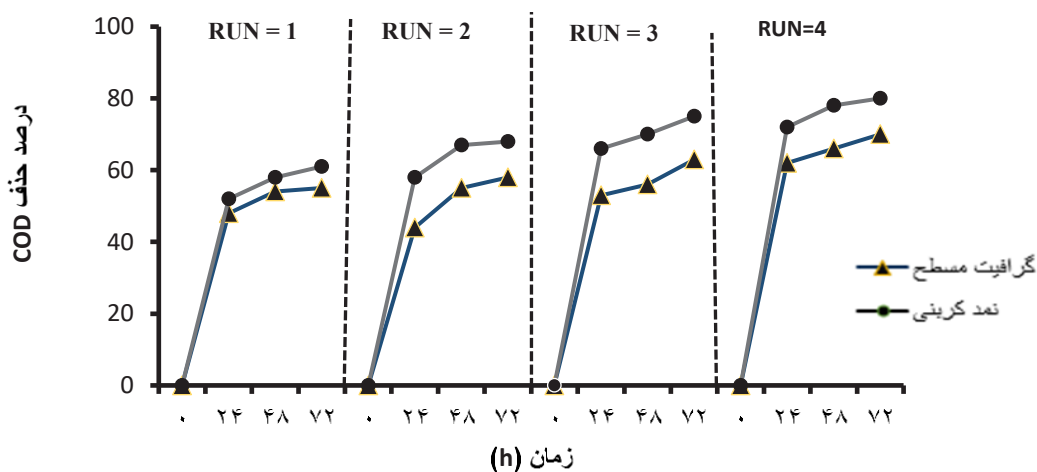 درصد حذف COD
100
80
60
40
20
0
RUN = 1
RUN = 2
RUN = 3
RUN=4
گرافیت مسطح
نمد کربنی
۰ ۲۴ ۴۸ ۷۲ ۰ ۲۴ ۴۸ ۷۲ ۰ ۲۴ ۴۸ ۷۲ ۰ ۲۴ ۴۸ ۷۲
زمان (h)